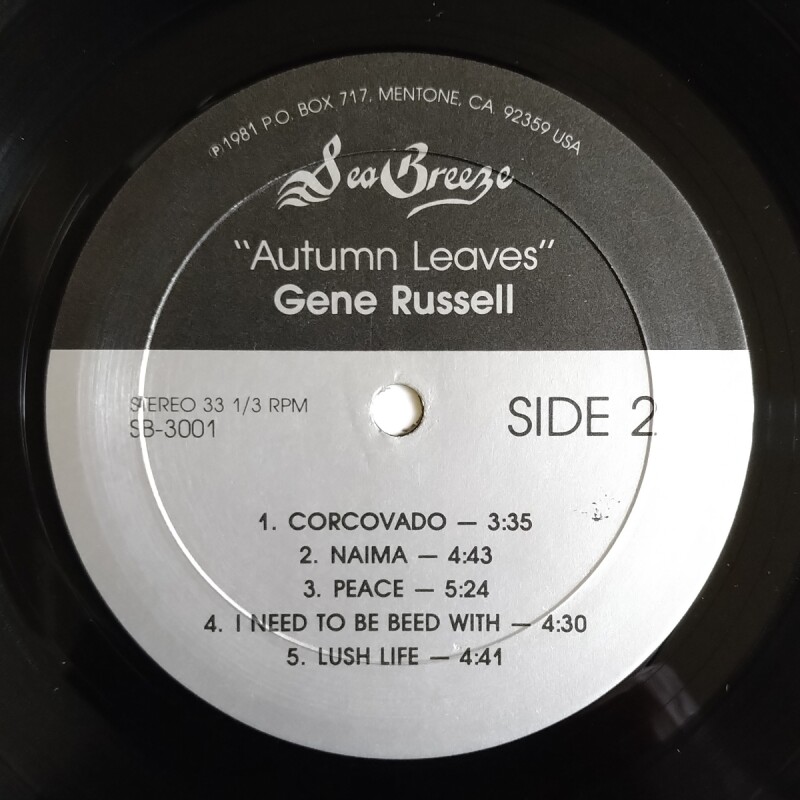 ℗1981 P.O. BOX 717, MENTONE, CA. 92359 USA
Sea Breeze
"Autumn Leaves"
Gene Russell
STEREO 33 1/3 RPM
SB-3001
SIDE 2
1. CORCOVADO — 3:35
2. NAIMA — 4:43
3. PEACE — 5:24
4. I NEED TO BE BEED WITH — 4:30
5. LUSH LIFE — 4:41